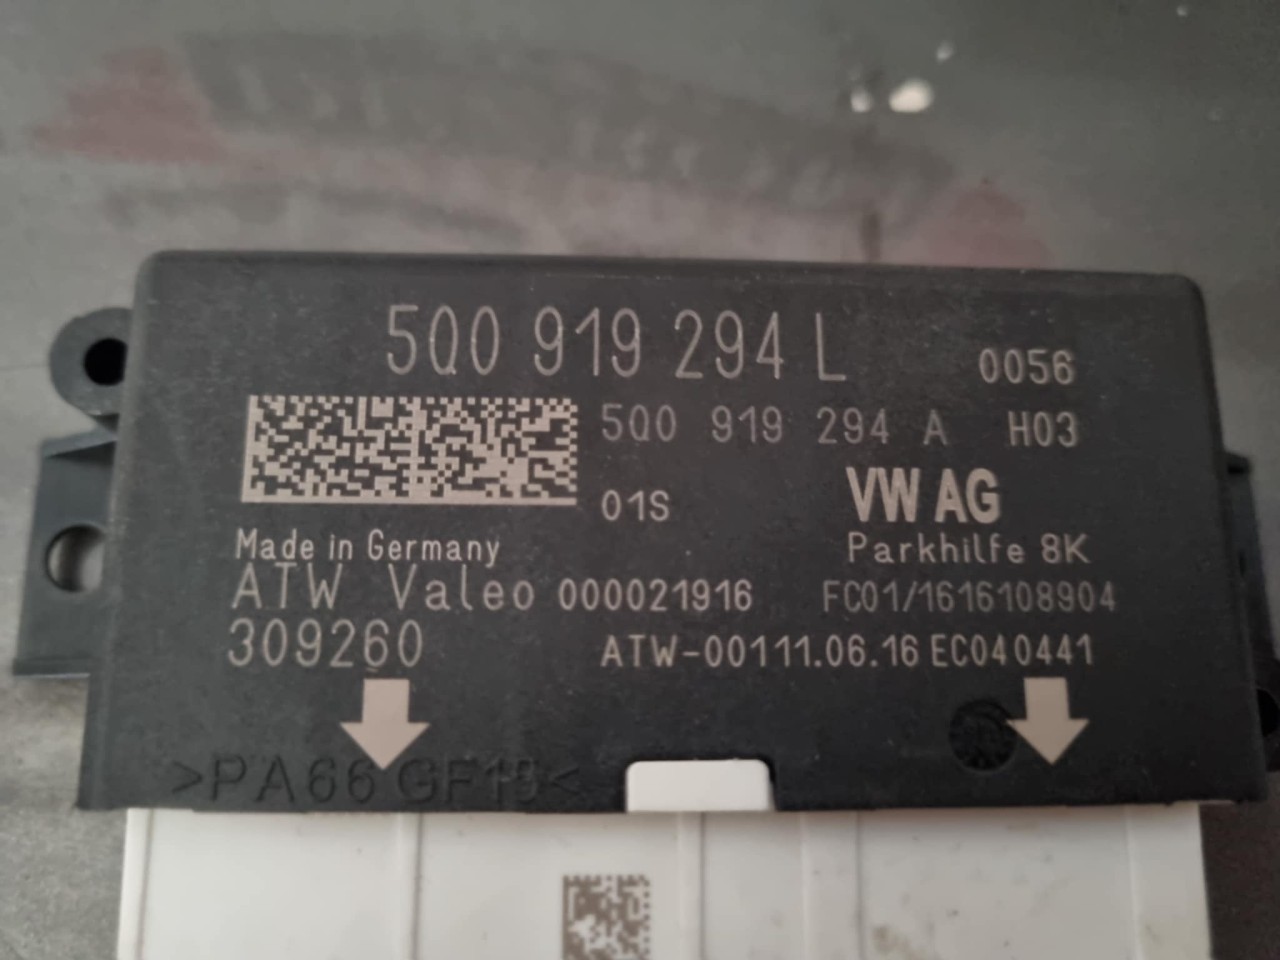 5Q0 919 294 L 0056
5Q0 919 294 A H03
01S VW AG
Made in Germany Parkhilfe 8K
ATW Valeo 000021916 FC01/1616108904
309260 ATW-00111.06.16 EC040441
>PA66 GF15<